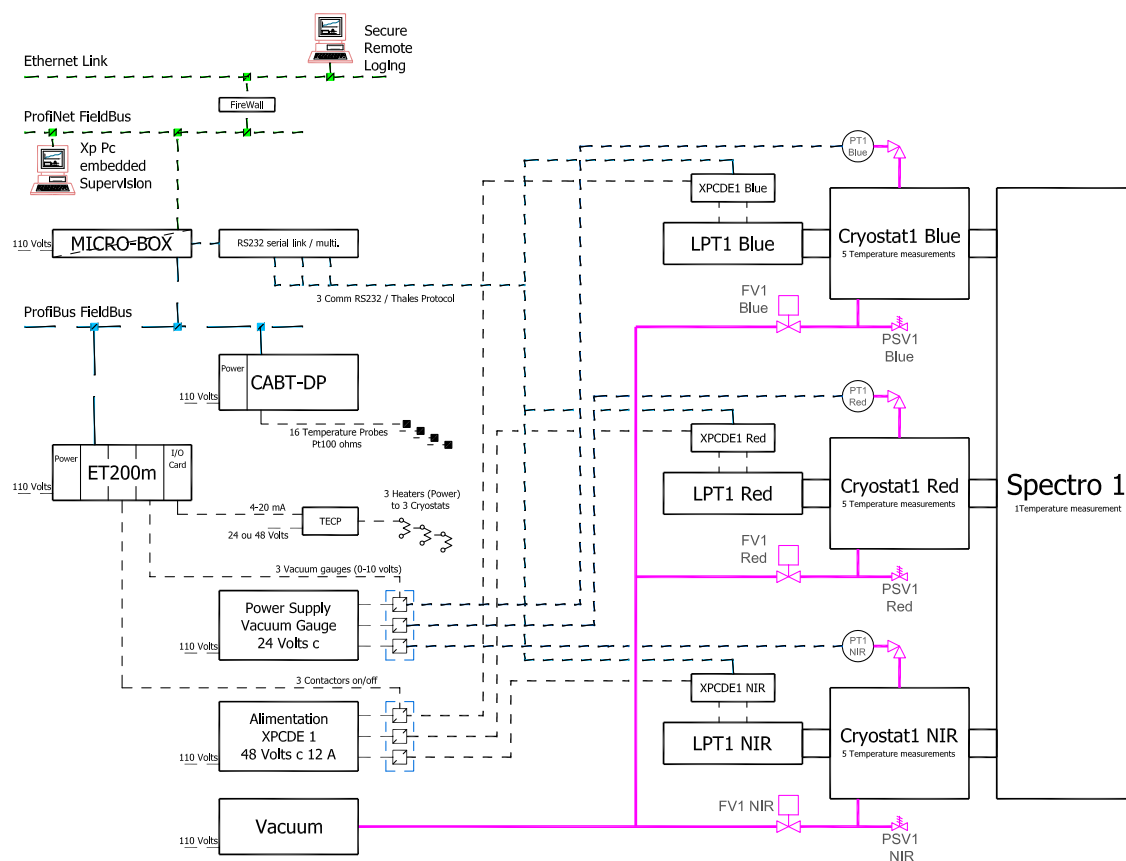 Secure
Remote
Loging
Ethernet Link
FireWall
ProfiNet FieldBus
Xp Pc
embedded
Supervision
PT1
Blue
XPCDE1 Blue
110 Volts
MICRO-BOX
RS232 serial link / multi.
LPT1 Blue
Cryostat1 Blue
5 Temperature measurements
3 Comm RS232 / Thales Protocol
FV1
Blue
ProfiBus FieldBus
PSV1
Blue
Power
CABT-DP
110 Volts
PT1
Red
16 Temperature Probes
Pt100 ohms
XPCDE1 Red
Power
ET200m
I/O
Card
110 Volts
LPT1 Red
Cryostat1 Red
5 Temperature measurements
Spectro 1
1Temperature measurement
3 Heaters (Power)
to 3 Cryostats
4-20 mA
TECP
24 ou 48 Volts
FV1
Red
3 Vacuum gauges (0-10 volts)
PSV1
Red
Power Supply
Vacuum Gauge
24 Volts c
110 Volts
PT1
NIR
3 Contactors on/off
XPCDE1 NIR
Alimentation
XPCDE 1
48 Volts c 12 A
110 Volts
LPT1 NIR
Cryostat1 NIR
5 Temperature measurements
FV1 NIR
Vacuum
110 Volts
PSV1
NIR